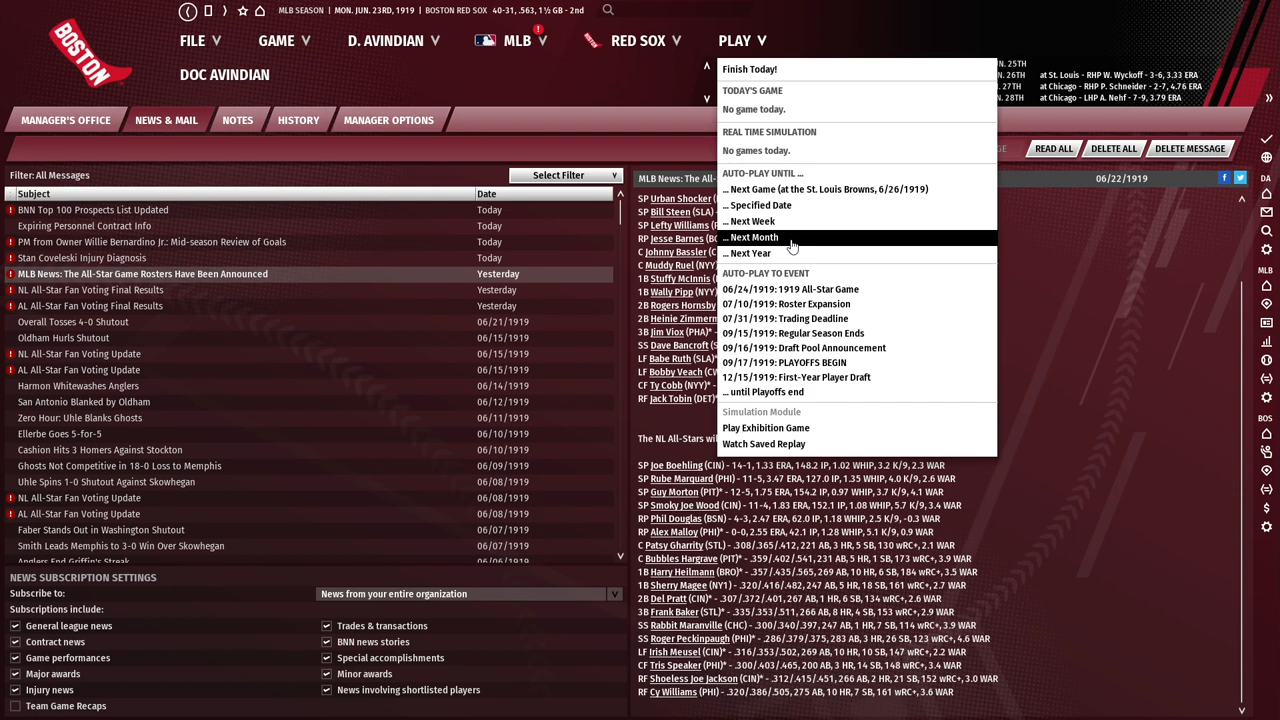 MLB SEASON | MON. JUN. 23RD, 1919 | BOSTON RED SOX 40-31, .563, 1½ GB - 2nd
BOSTON
FILE GAME D. AVINDIAN MLB RED SOX PLAY
DOC AVINDIAN
N. 25TH
N. 26TH at St. Louis - RHP W. Wyckoff - 3-6, 3.33 ERA
N. 27TH at Chicago - RHP P. Schneider - 2-7, 4.76 ERA
N. 28TH at Chicago - LHP A. Nehf - 7-9, 3.79 ERA
MANAGER'S OFFICE NEWS & MAIL NOTES HISTORY MANAGER OPTIONS
GE READ ALL DELETE ALL DELETE MESSAGE
Finish Today!
TODAY'S GAME
No game today.
REAL TIME SIMULATION
No games today.
AUTO-PLAY UNTIL ...
... Next Game (at the St. Louis Browns, 6/26/1919)
... Specified Date
... Next Week
... Next Month
... Next Year
AUTO-PLAY TO EVENT
06/24/1919: 1919 All-Star Game
07/10/1919: Roster Expansion
07/31/1919: Trading Deadline
09/15/1919: Regular Season Ends
09/16/1919: Draft Pool Announcement
09/17/1919: PLAYOFFS BEGIN
12/15/1919: First-Year Player Draft
... until Playoffs end
Simulation Module
Play Exhibition Game
Watch Saved Replay
Filter: All Messages Select Filter
Subject Date
BNN Top 100 Prospects List Updated Today
Expiring Personnel Contract Info Today
PM from Owner Willie Bernardino Jr.: Mid-season Review of Goals Today
Stan Coveleski Injury Diagnosis Today
MLB News: The All-Star Game Rosters Have Been Announced Yesterday
NL All-Star Fan Voting Final Results Yesterday
AL All-Star Fan Voting Final Results Yesterday
Overall Tosses 4-0 Shutout 06/21/1919
Oldham Hurls Shutout 06/15/1919
NL All-Star Fan Voting Update 06/15/1919
AL All-Star Fan Voting Update 06/15/1919
Harmon Whitewashes Anglers 06/14/1919
San Antonio Blanked by Oldham 06/12/1919
Zero Hour: Uhle Blanks Ghosts 06/11/1919
Ellerbe Goes 5-for-5 06/10/1919
Cashion Hits 3 Homers Against Stockton 06/10/1919
Ghosts Not Competitive in 18-0 Loss to Memphis 06/09/1919
Uhle Spins 1-0 Shutout Against Skowhegan 06/08/1919
NL All-Star Fan Voting Update 06/08/1919
AL All-Star Fan Voting Update 06/08/1919
Faber Stands Out in Washington Shutout 06/07/1919
Smith Leads Memphis to 3-0 Win Over Skowhegan 06/07/1919
Anglers End Griffin's Streak 06/06/1919
NEWS SUBSCRIPTION SETTINGS
Subscribe to: News from your entire organization
Subscriptions include:
General league news Trades & transactions
Contract news BNN news stories
Game performances Special accomplishments
Major awards Minor awards
Injury news News involving shortlisted players
Team Game Recaps
MLB News: The All- 06/22/1919
SP Urban Shocker
SP Bill Steen (SLA)
SP Lefty Williams (
RP Jesse Barnes (BO
C Johnny Bassler (
C Muddy Ruel (NYY)
1B Stuffy McInnis (
1B Wally Pipp (NYY)
2B Rogers Hornsby
2B Heinie Zimmerm
3B Jim Viox (PHA)*
SS Dave Bancroft (
LF Babe Ruth (SLA)*
LF Bobby Veach (CW
CF Ty Cobb (NYY)*
RF Jack Tobin (DET)*
The NL All-Stars wil
SP Joe Boehling (CIN) - 14-1, 1.33 ERA, 148.2 IP, 1.02 WHIP, 3.2 K/9, 2.3 WAR
SP Rube Marquard (PHI) - 11-5, 3.47 ERA, 127.0 IP, 1.35 WHIP, 4.0 K/9, 2.6 WAR
SP Guy Morton (PIT)* - 12-5, 1.75 ERA, 154.2 IP, 0.97 WHIP, 3.7 K/9, 4.1 WAR
SP Smoky Joe Wood (CIN) - 11-4, 1.83 ERA, 152.1 IP, 1.08 WHIP, 5.7 K/9, 3.4 WAR
RP Phil Douglas (BSN) - 4-3, 2.47 ERA, 62.0 IP, 1.18 WHIP, 2.5 K/9, -0.3 WAR
RP Alex Malloy (PHI)* - 0-0, 2.55 ERA, 42.1 IP, 1.28 WHIP, 5.1 K/9, 0.9 WAR
C Patsy Gharrity (STL) - .308/.365/.412, 221 AB, 3 HR, 5 SB, 130 wRC+, 2.1 WAR
C Bubbles Hargrave (PIT)* - .359/.402/.541, 231 AB, 5 HR, 1 SB, 173 wRC+, 3.9 WAR
1B Harry Heilmann (BRO)* - .357/.435/.565, 269 AB, 10 HR, 6 SB, 184 wRC+, 3.5 WAR
1B Sherry Magee (NY1) - .320/.416/.482, 247 AB, 5 HR, 18 SB, 161 wRC+, 2.7 WAR
2B Del Pratt (CIN)* - .307/.372/.401, 267 AB, 1 HR, 6 SB, 134 wRC+, 2.6 WAR
3B Frank Baker (STL)* - .335/.353/.511, 266 AB, 8 HR, 4 SB, 153 wRC+, 2.9 WAR
SS Rabbit Maranville (CHC) - .300/.340/.397, 247 AB, 1 HR, 7 SB, 114 wRC+, 3.9 WAR
SS Roger Peckinpaugh (PHI)* - .286/.379/.375, 283 AB, 3 HR, 26 SB, 123 wRC+, 4.6 WAR
LF Irish Meusel (CIN) - .316/.353/.502, 269 AB, 10 HR, 10 SB, 147 wRC+, 2.2 WAR
CF Tris Speaker (PHI)* - .300/.403/.465, 200 AB, 3 HR, 14 SB, 148 wRC+, 3.4 WAR
RF Shoeless Joe Jackson (CIN)* - .312/.415/.451, 266 AB, 2 HR, 21 SB, 152 wRC+, 3.0 WAR
RF Cy Williams (PHI) - .320/.386/.505, 275 AB, 10 HR, 7 SB, 161 wRC+, 3.6 WAR
DA
MLB
BOS